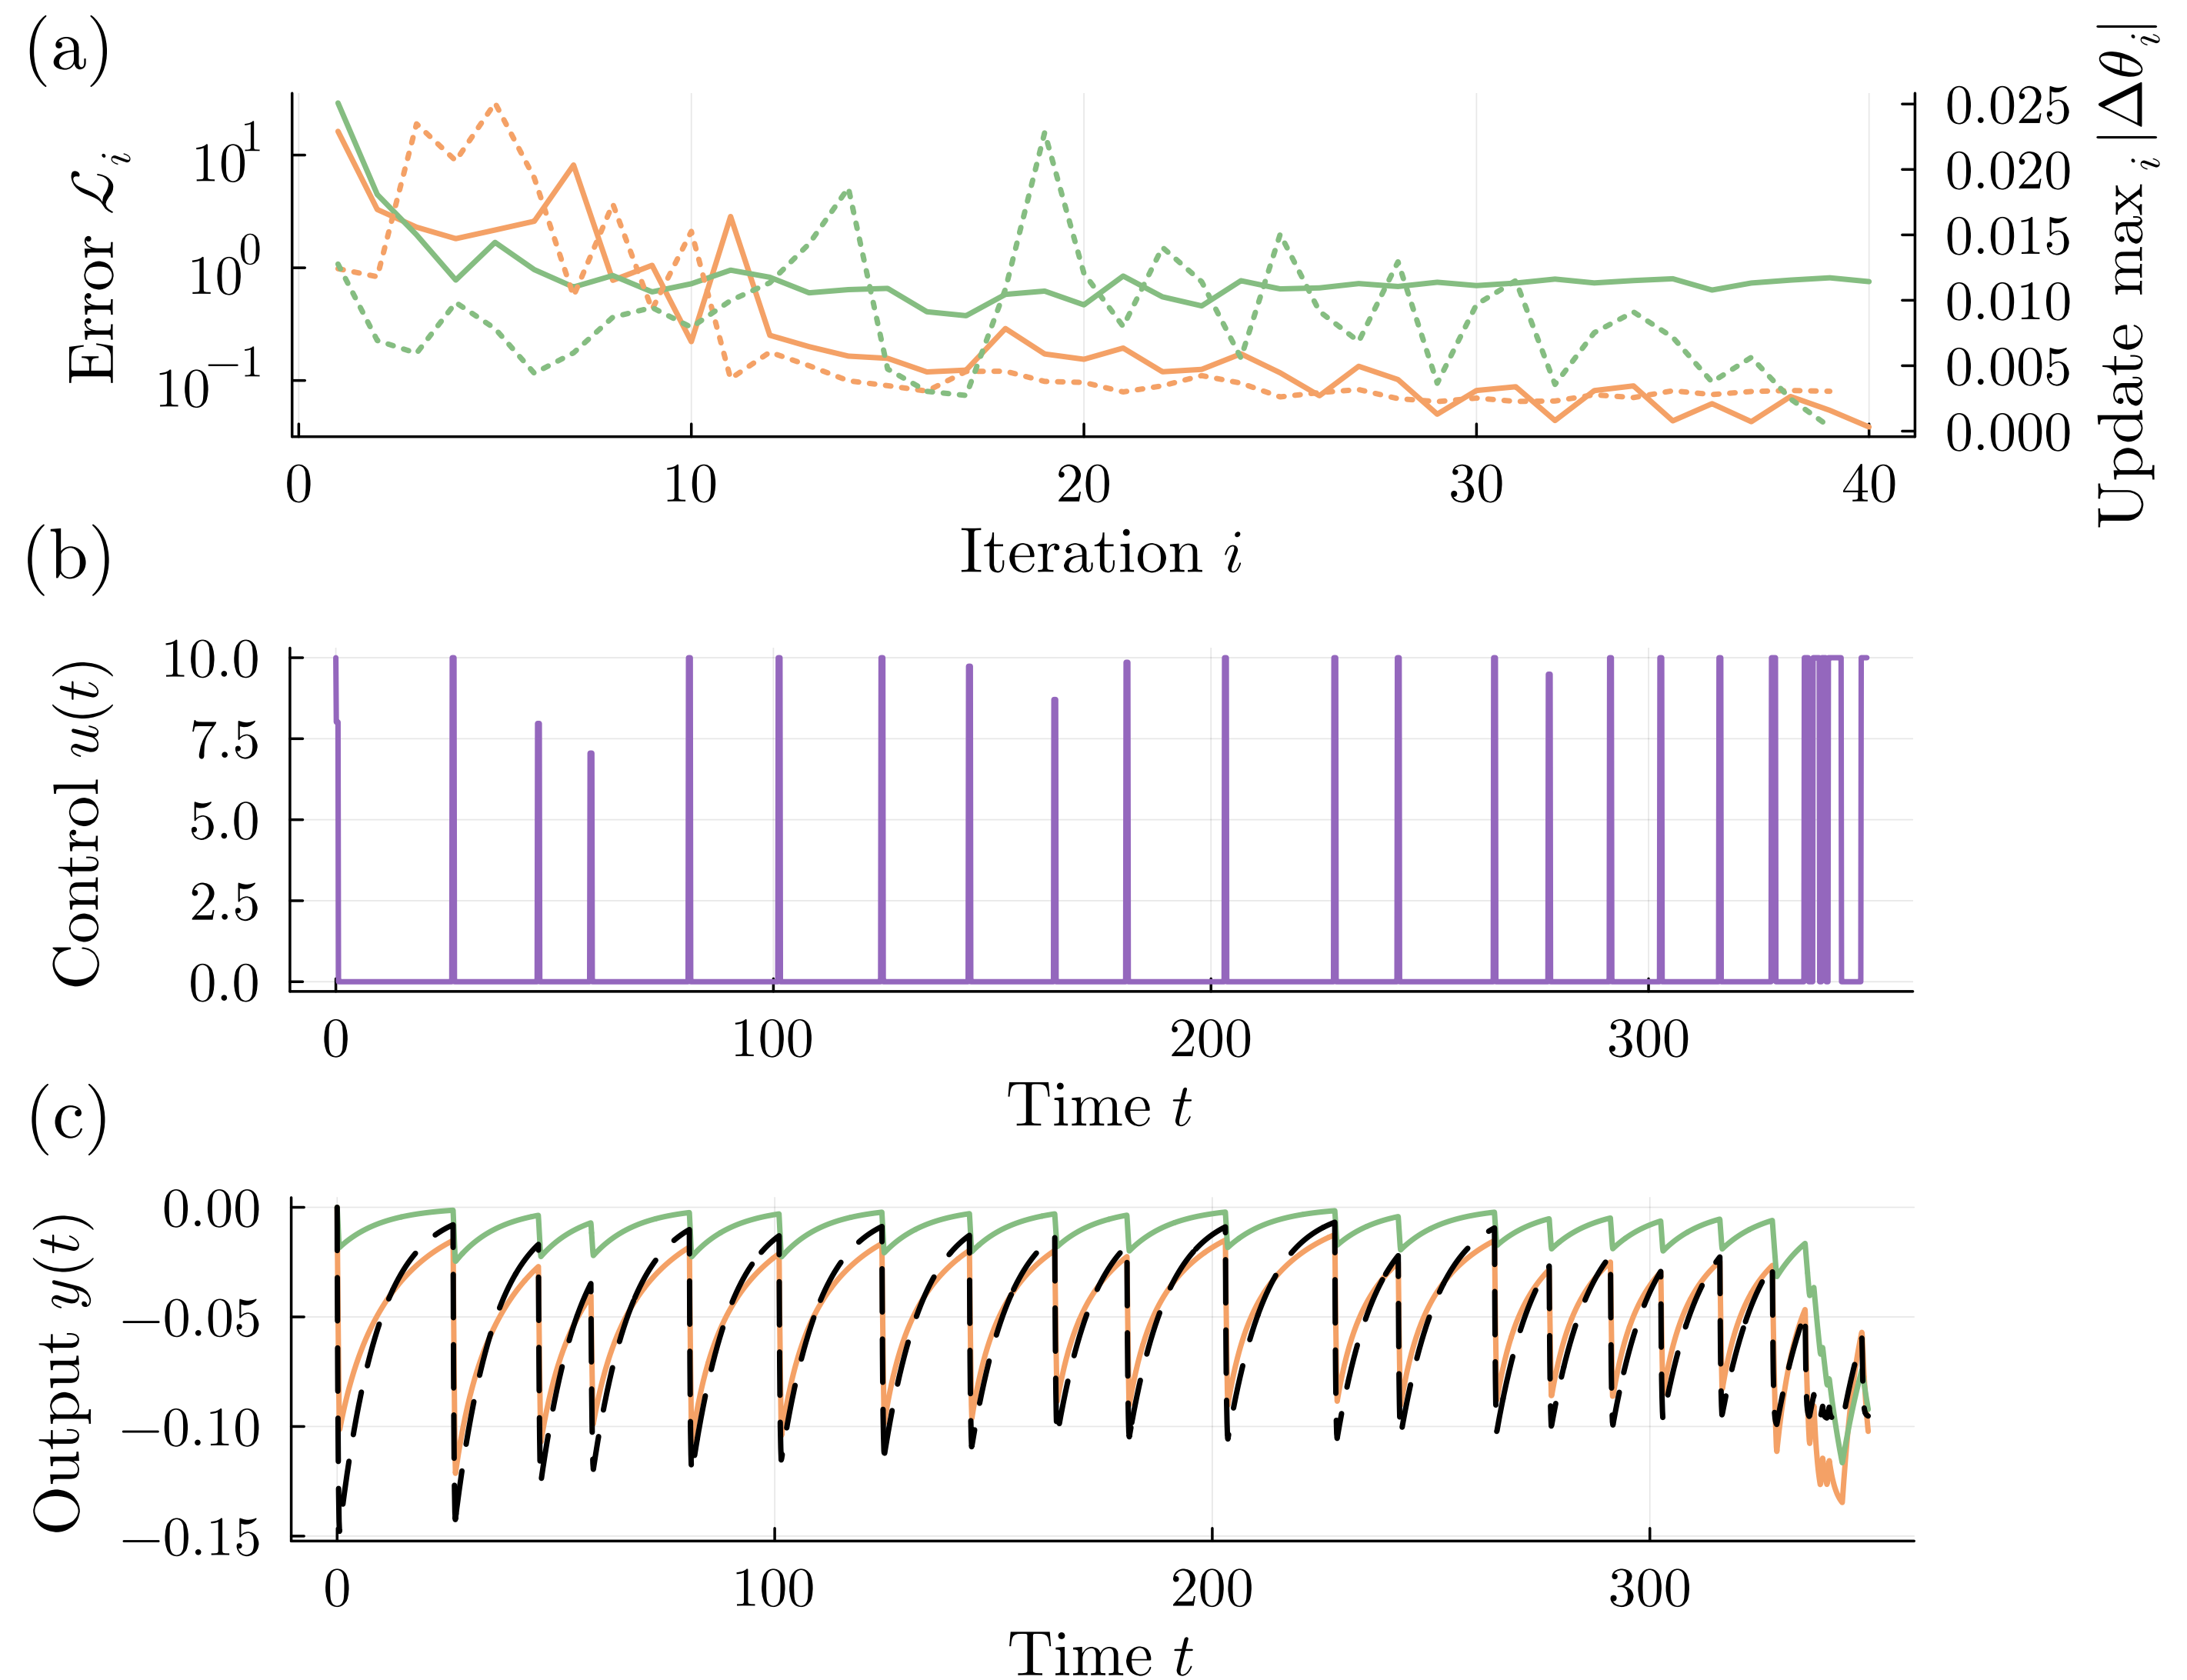 (a)
Error ℒ_i
10^1
10^0
10^−1
0.025
0.020
0.015
0.010
0.005
0.000
Update max_i |Δθ_i|
0 10 20 30 40
Iteration i
(b)
Control u(t)
10.0
7.5
5.0
2.5
0.0
0 100 200 300
Time t
(c)
Output y(t)
0.00
−0.05
−0.10
−0.15
0 100 200 300
Time t